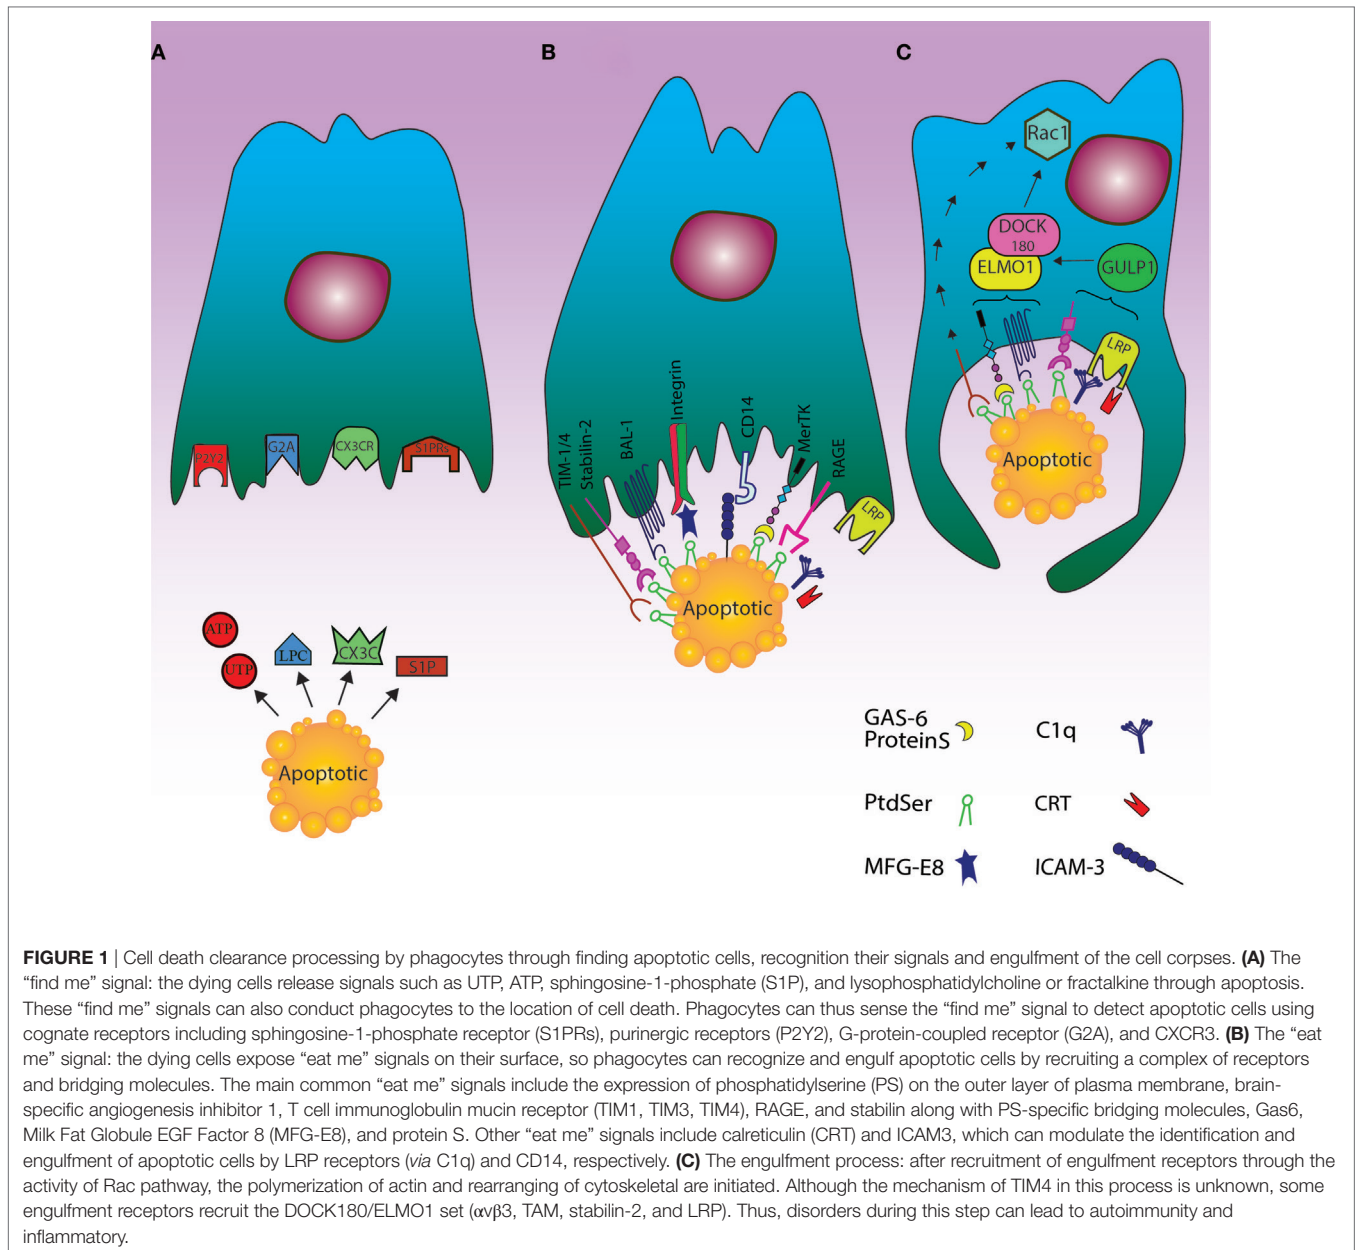 A
B
C
Rac1
DOCK
180
ELMO1
GULP1
LRP
Apoptotic
P2Y2
G2A
CX3CR
S1PRs
TIM-1/4
Stabilin-2
BAL-1
Integrin
CD14
MerTK
RAGE
LRP
Apoptotic
ATP
UTP
LPC
CX3C
S1P
Apoptotic
GAS-6
ProteinS
C1q
PtdSer
CRT
MFG-E8
ICAM-3
FIGURE 1 | Cell death clearance processing by phagocytes through finding apoptotic cells, recognition their signals and engulfment of the cell corpses. (A) The
“find me” signal: the dying cells release signals such as UTP, ATP, sphingosine-1-phosphate (S1P), and lysophosphatidylcholine or fractalkine through apoptosis.
These “find me” signals can also conduct phagocytes to the location of cell death. Phagocytes can thus sense the “find me” signal to detect apoptotic cells using
cognate receptors including sphingosine-1-phosphate receptor (S1PRs), purinergic receptors (P2Y2), G-protein-coupled receptor (G2A), and CXCR3. (B) The “eat
me” signal: the dying cells expose “eat me” signals on their surface, so phagocytes can recognize and engulf apoptotic cells by recruiting a complex of receptors
and bridging molecules. The main common “eat me” signals include the expression of phosphatidylserine (PS) on the outer layer of plasma membrane, brain-
specific angiogenesis inhibitor 1, T cell immunoglobulin mucin receptor (TIM1, TIM3, TIM4), RAGE, and stabilin along with PS-specific bridging molecules, Gas6,
Milk Fat Globule EGF Factor 8 (MFG-E8), and protein S. Other “eat me” signals include calreticulin (CRT) and ICAM3, which can modulate the identification and
engulfment of apoptotic cells by LRP receptors (via C1q) and CD14, respectively. (C) The engulfment process: after recruitment of engulfment receptors through the
activity of Rac pathway, the polymerization of actin and rearranging of cytoskeletal are initiated. Although the mechanism of TIM4 in this process is unknown, some
engulfment receptors recruit the DOCK180/ELMO1 set (αvβ3, TAM, stabilin-2, and LRP). Thus, disorders during this step can lead to autoimmunity and
inflammatory.